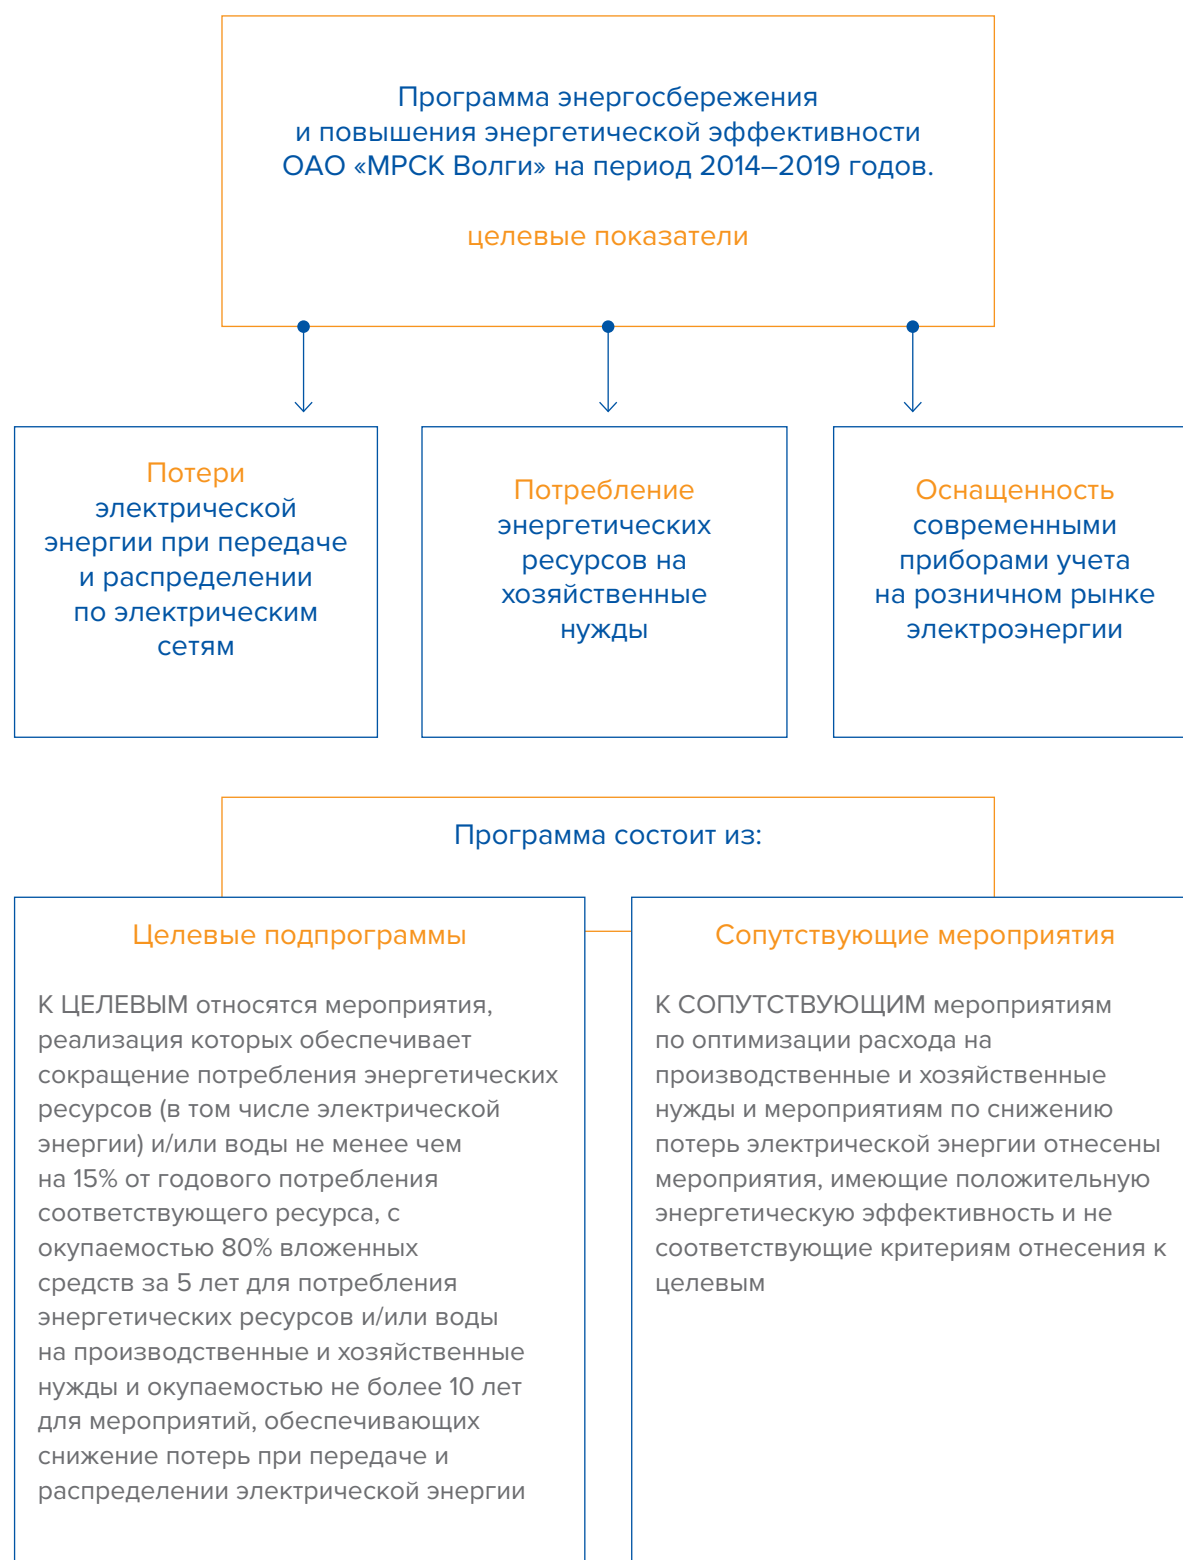 Программа энергосбережения
и повышения энергетической эффективности
ОАО «МРСК Волги» на период 2014–2019 годов.
целевые показатели
Потери
электрической
энергии при передаче
и распределении
по электрическим
сетям
Потребление
энергетических
ресурсов на
хозяйственные
нужды
Оснащенность
современными
приборами учета
на розничном рынке
электроэнергии
Программа состоит из:
Целевые подпрограммы
К ЦЕЛЕВЫМ относятся мероприятия,
реализация которых обеспечивает
сокращение потребления энергетических
ресурсов (в том числе электрической
энергии) и/или воды не менее чем
на 15% от годового потребления
соответствующего ресурса, с
окупаемостью 80% вложенных
средств за 5 лет для потребления
энергетических ресурсов и/или воды
на производственные и хозяйственные
нужды и окупаемостью не более 10 лет
для мероприятий, обеспечивающих
снижение потерь при передаче и
распределении электрической энергии
Сопутствующие мероприятия
К СОПУТСТВУЮЩИМ мероприятиям
по оптимизации расхода на
производственные и хозяйственные
нужды и мероприятиям по снижению
потерь электрической энергии отнесены
мероприятия, имеющие положительную
энергетическую эффективность и не
соответствующие критериям отнесения к
целевым